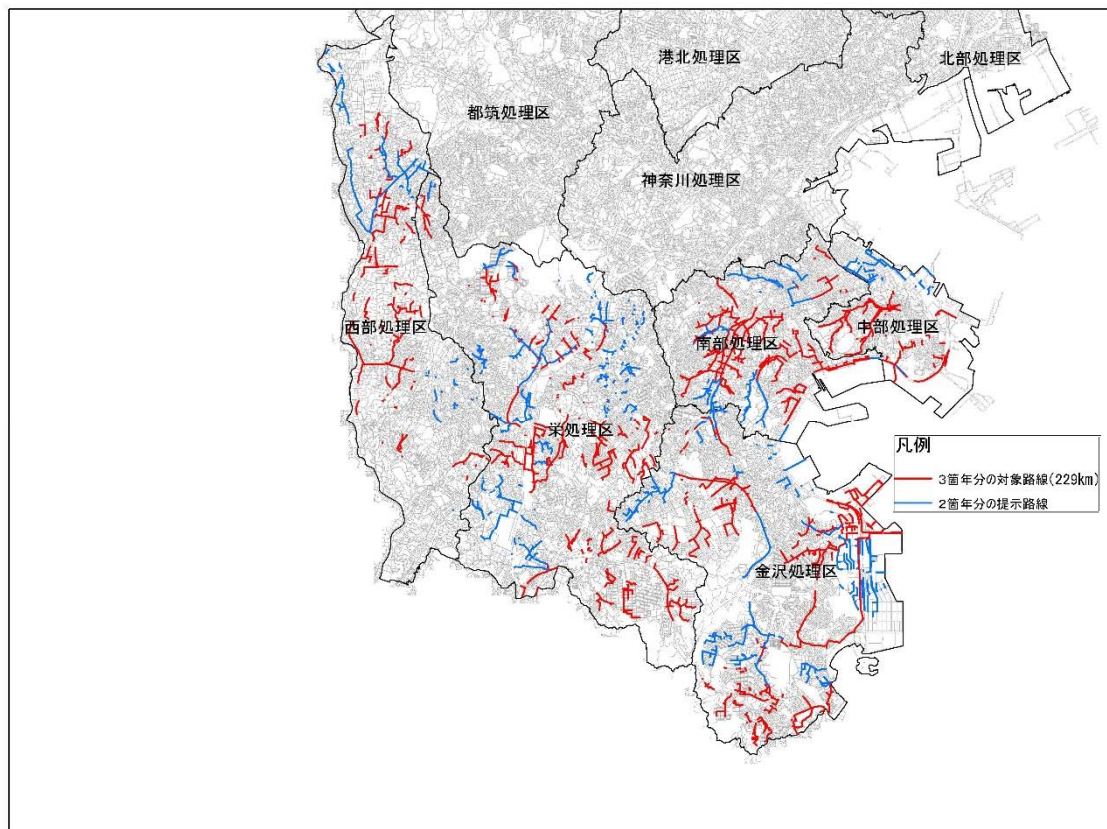 港北処理区
北部処理区
都筑処理区
神奈川処理区
西部処理区
南部処理区
中部処理区
栄処理区
凡例
3箇年分の対象路線(229km)
2箇年分の提示路線
金沢処理区